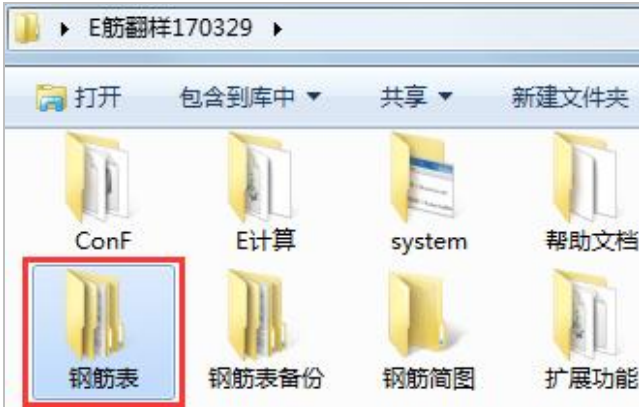 E筋翻样170329
打开 包含到库中 共享 新建文件夹
ConF E计算 system 帮助文档
钢筋表 钢筋表备份 钢筋简图 扩展功能